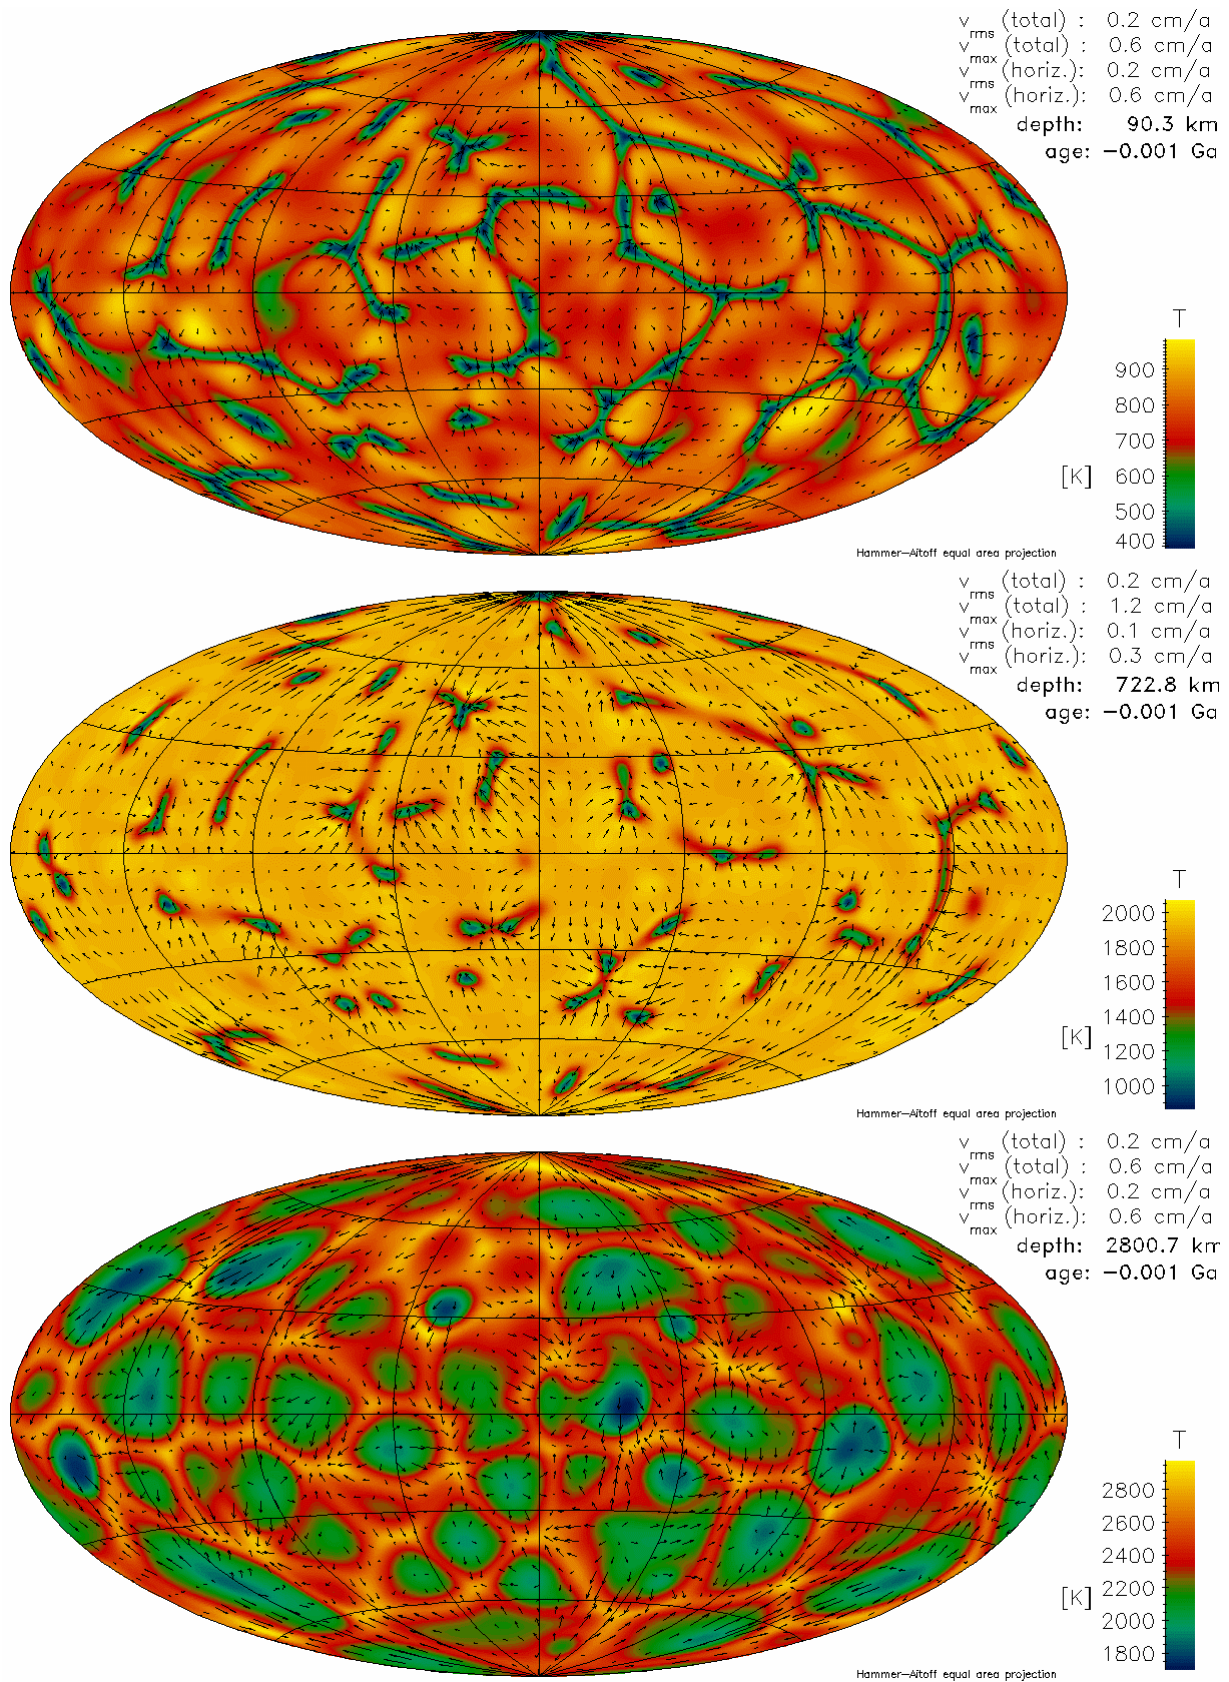 v_rms (total) : 0.2 cm/a
v_max (total) : 0.6 cm/a
v_rms (horiz.): 0.2 cm/a
v_max (horiz.): 0.6 cm/a
depth: 90.3 km
age: −0.001 Ga
T
900
800
700
600
500
400
[K]
Hammer−Aitoff equal area projection
v_rms (total) : 0.2 cm/a
v_max (total) : 1.2 cm/a
v_rms (horiz.): 0.1 cm/a
v_max (horiz.): 0.3 cm/a
depth: 722.8 km
age: −0.001 Ga
T
2000
1800
1600
1400
1200
1000
[K]
Hammer−Aitoff equal area projection
v_rms (total) : 0.2 cm/a
v_max (total) : 0.6 cm/a
v_rms (horiz.): 0.2 cm/a
v_max (horiz.): 0.6 cm/a
depth: 2800.7 km
age: −0.001 Ga
T
2800
2600
2400
2200
2000
1800
[K]
Hammer−Aitoff equal area projection